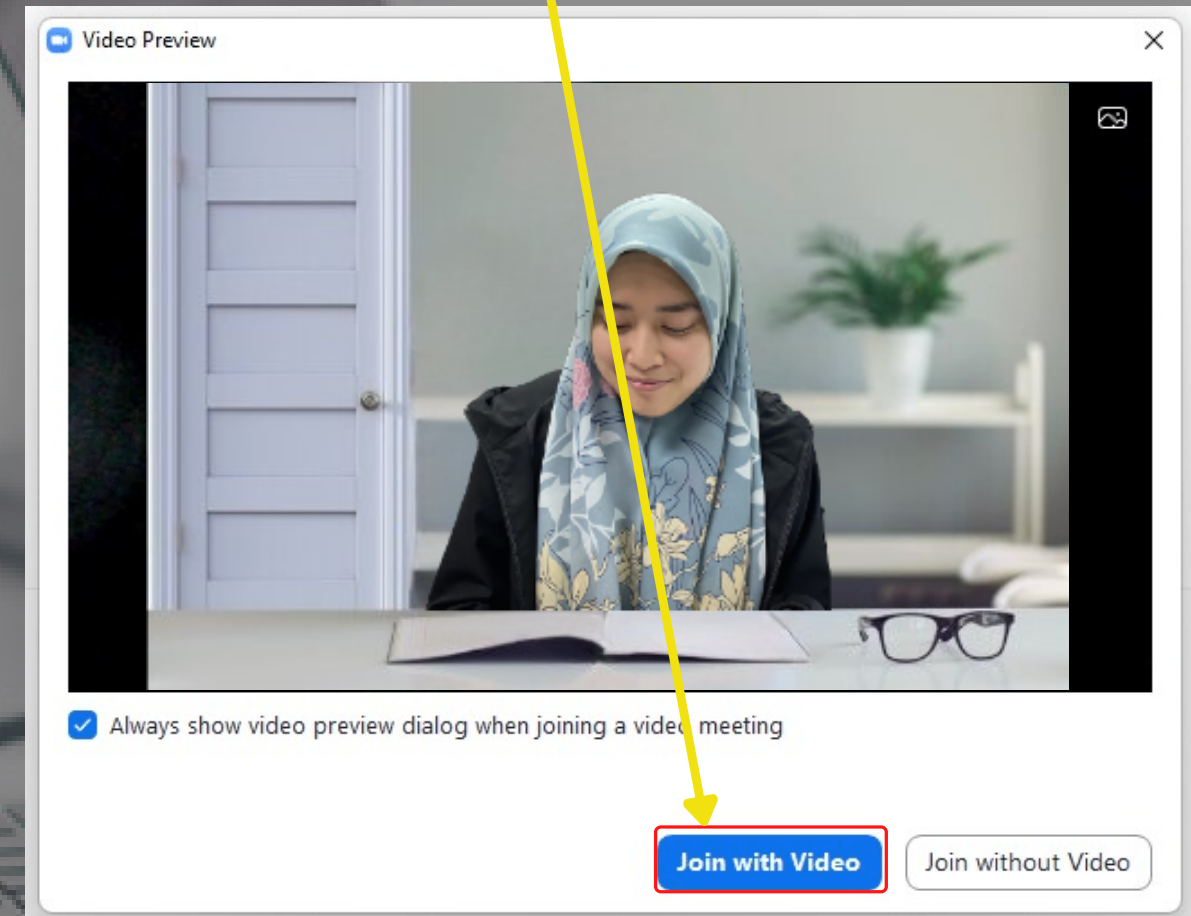 Video Preview
Always show video preview dialog when joining a video meeting
Join with Video
Join without Video